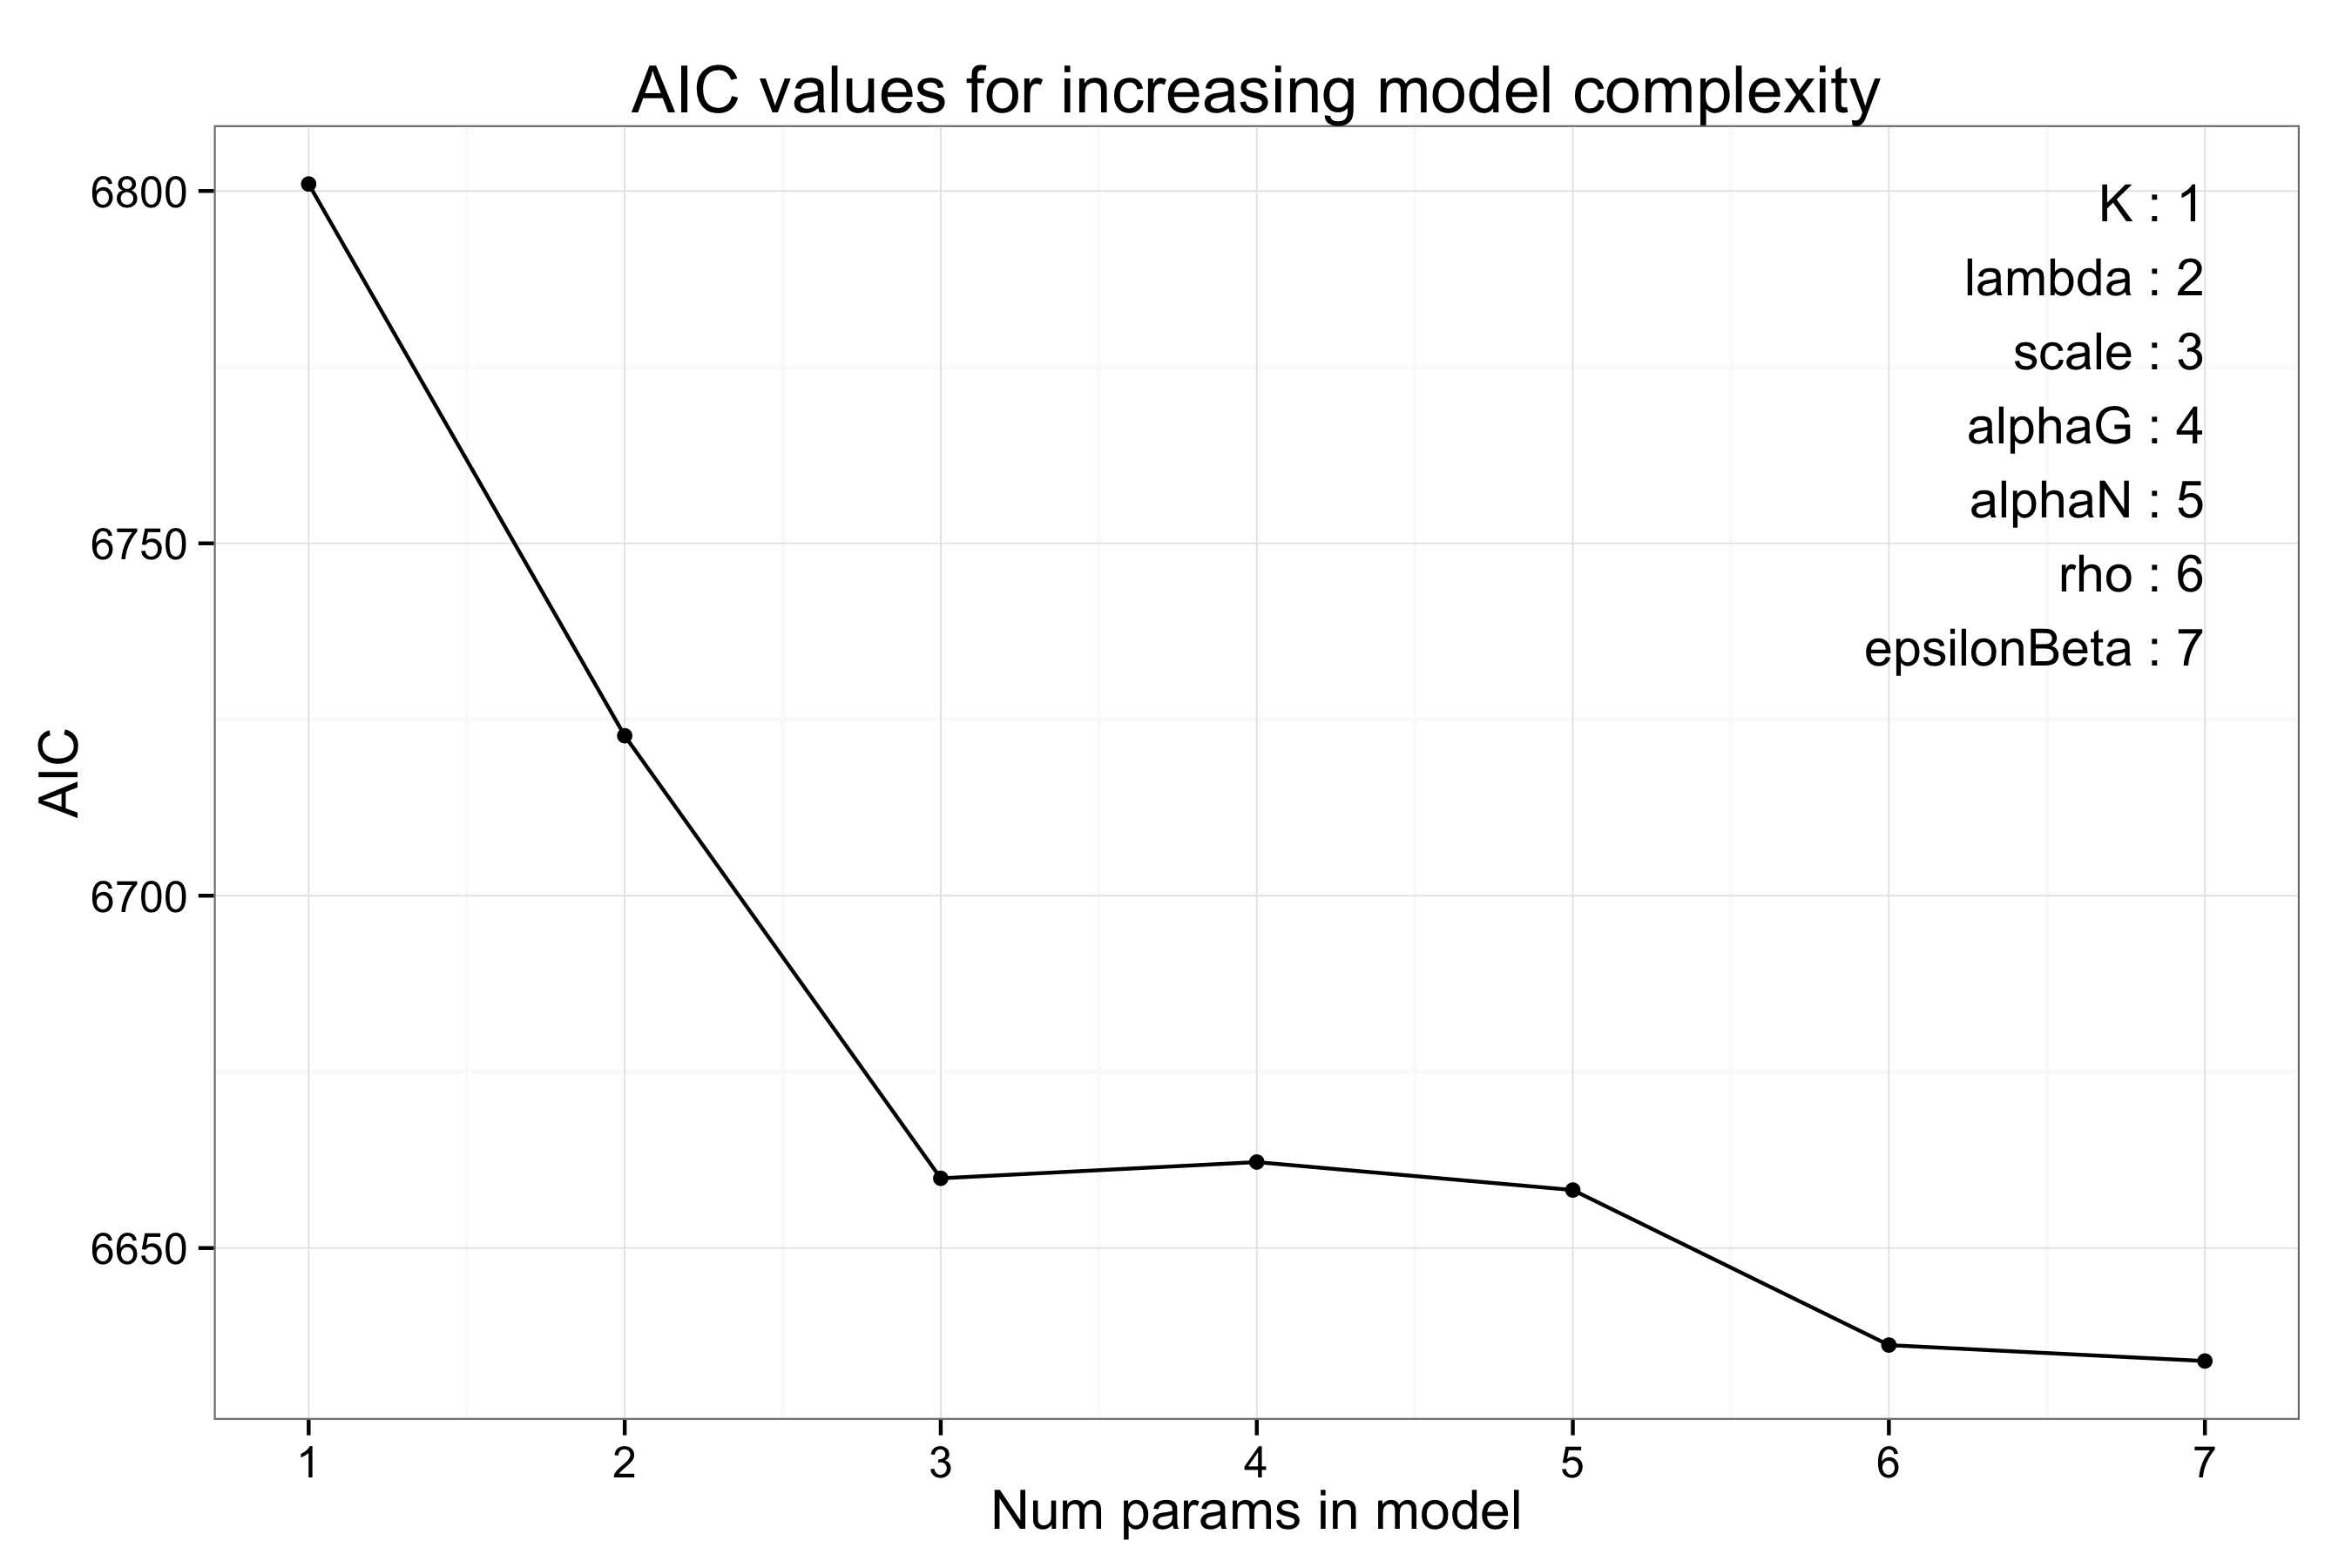 AIC values for increasing model complexity
6800
6750
6700
6650
AIC
K : 1
lambda : 2
scale : 3
alphaG : 4
alphaN : 5
rho : 6
epsilonBeta : 7
1 2 3 4 5 6 7
Num params in model